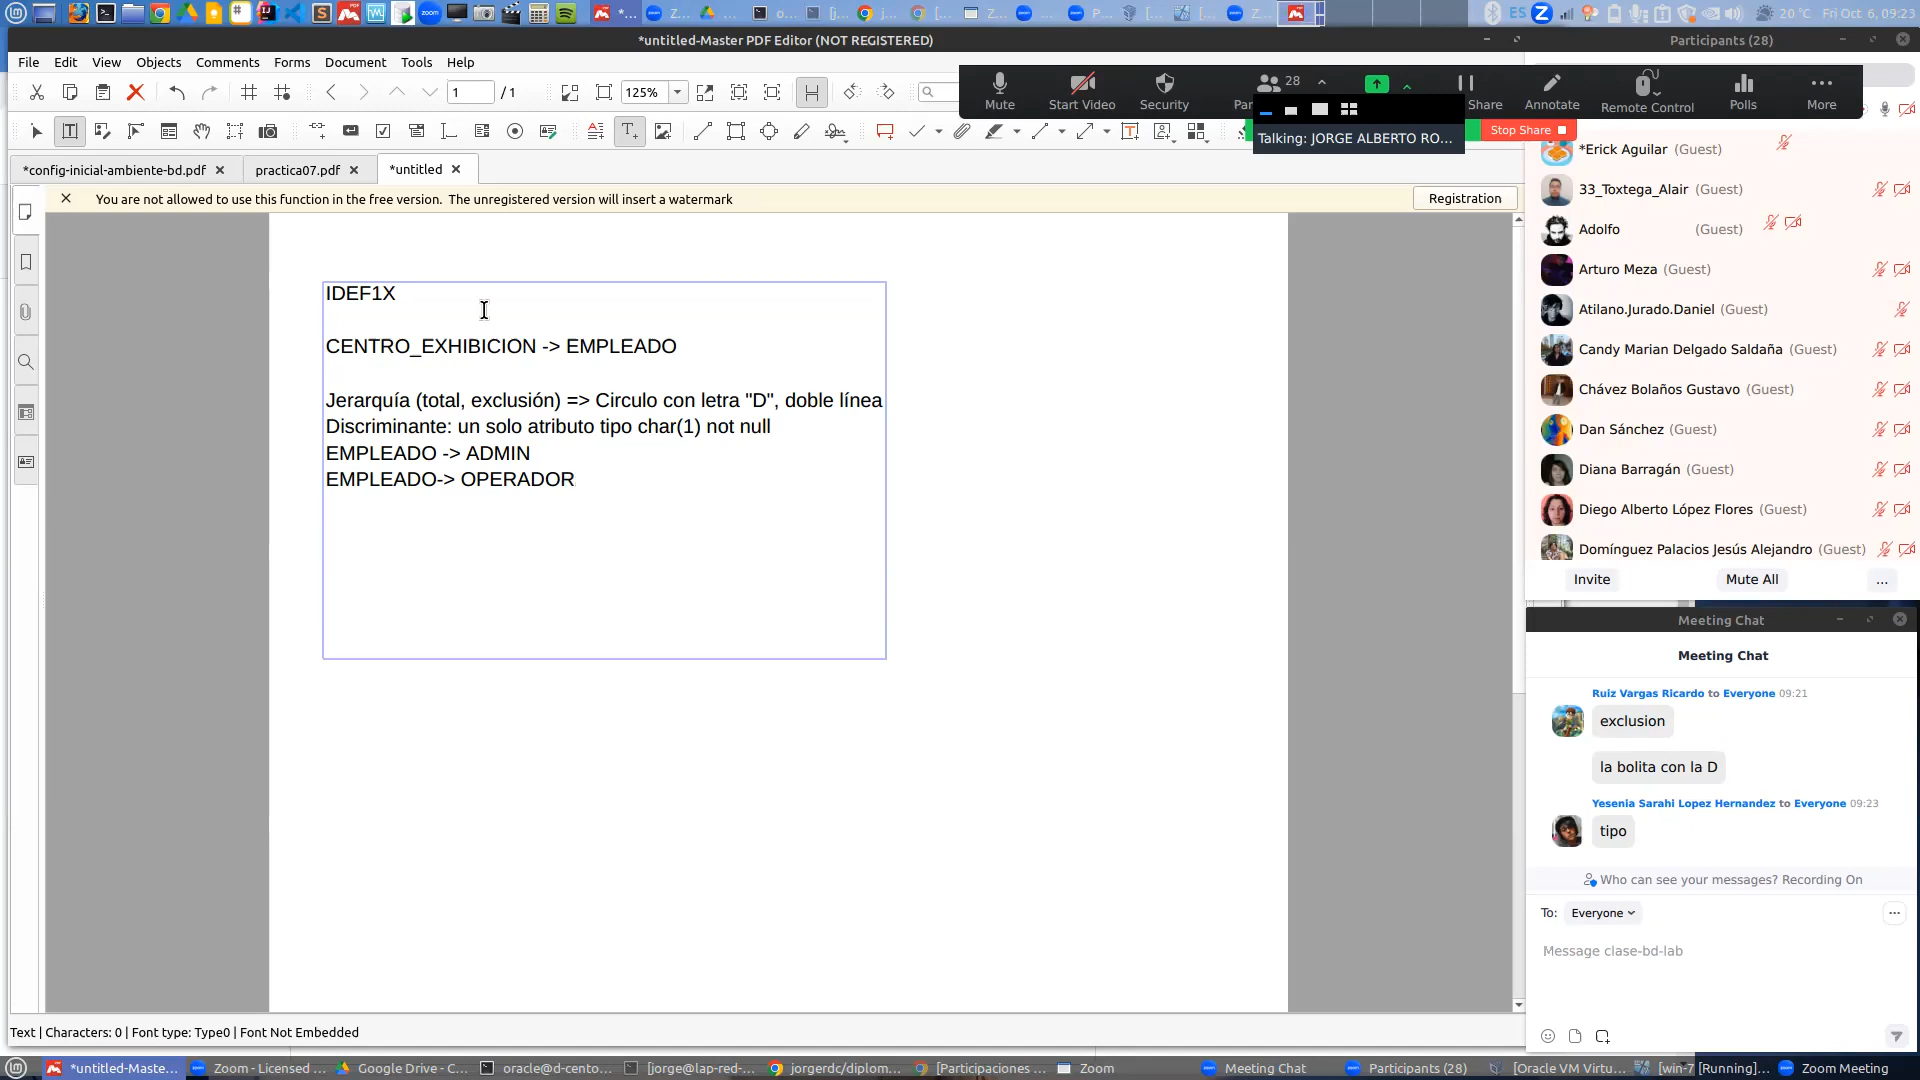 ES
20 °C
Fri Oct 6, 09:23
*untitled-Master PDF Editor (NOT REGISTERED)
Participants (28)
File Edit View Objects Comments Forms Document Tools Help
1 / 1
125%
Mute
Start Video
Security
28
Share
Annotate
Remote Control
Polls
More
Talking: JORGE ALBERTO RO...
Stop Share
*config-inicial-ambiente-bd.pdf
practica07.pdf
*untitled
You are not allowed to use this function in the free version. The unregistered version will insert a watermark
Registration
IDEF1X
CENTRO_EXHIBICION -> EMPLEADO
Jerarquía (total, exclusión) => Circulo con letra "D", doble línea
Discriminante: un solo atributo tipo char(1) not null
EMPLEADO -> ADMIN
EMPLEADO-> OPERADOR
*Erick Aguilar (Guest)
33_Toxtega_Alair (Guest)
Adolfo (Guest)
Arturo Meza (Guest)
Atilano.Jurado.Daniel (Guest)
Candy Marian Delgado Saldaña (Guest)
Chávez Bolaños Gustavo (Guest)
Dan Sánchez (Guest)
Diana Barragán (Guest)
Diego Alberto López Flores (Guest)
Domínguez Palacios Jesús Alejandro (Guest)
Invite
Mute All
...
Meeting Chat
Meeting Chat
Ruiz Vargas Ricardo to Everyone 09:21
exclusion
la bolita con la D
Yesenia Sarahi Lopez Hernandez to Everyone 09:23
tipo
Who can see your messages? Recording On
To: Everyone
Message clase-bd-lab
Text | Characters: 0 | Font type: Type0 | Font Not Embedded
*untitled-Maste...
Zoom - Licensed ...
Google Drive - C...
oracle@d-cento...
[jorge@lap-red-...
jorgerdc/diplom...
[Participaciones ...
Zoom
Meeting Chat
Participants (28)
[Oracle VM Virtu...
[win-7 [Running]...
Zoom Meeting